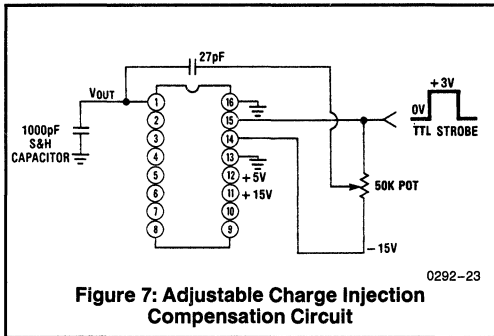 27pF
VOUT
+3V
0V
TTL STROBE
1000pF
S&H
CAPACITOR
1
2
3
4
5
6
7
8
16
15
14
13
12
11
10
9
+5V
+15V
50K POT
-15V
0292-23
Figure 7: Adjustable Charge Injection
Compensation Circuit